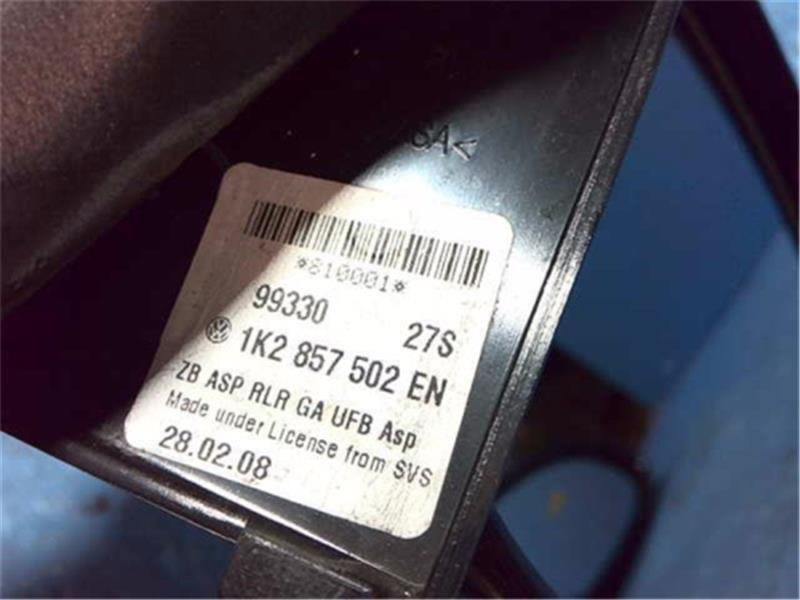 SA<
*810001*
99330 27S
1K2 857 502 EN
ZB ASP RLR GA UFB Asp
Made under License from SVS
28.02.08